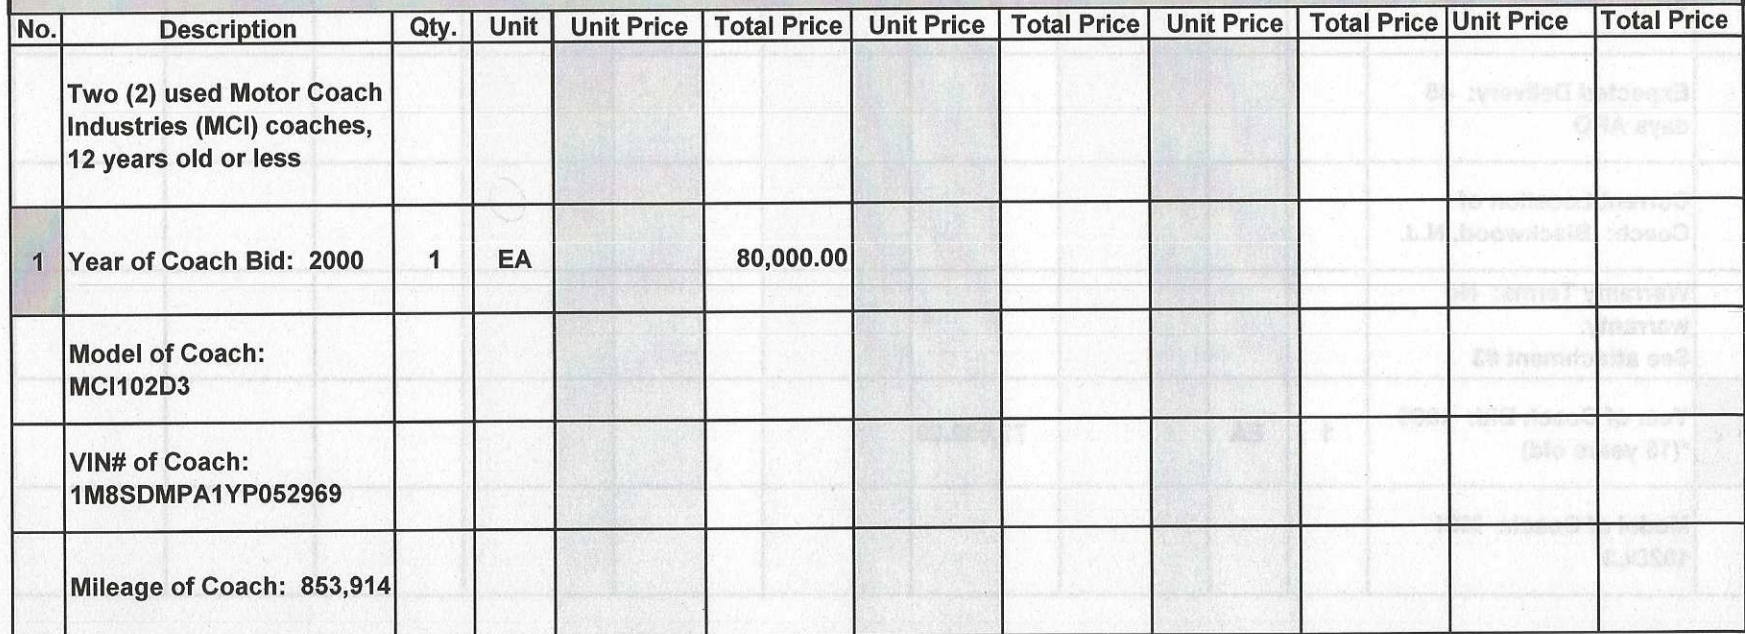 No. Description Qty. Unit Unit Price Total Price Unit Price Total Price Unit Price Total Price Unit Price Total Price
Two (2) used Motor Coach
Industries (MCI) coaches,
12 years old or less
1 Year of Coach Bid: 2000 1 EA 80,000.00
Model of Coach:
MCI102D3
VIN# of Coach:
1M8SDMPA1YP052969
Mileage of Coach: 853,914